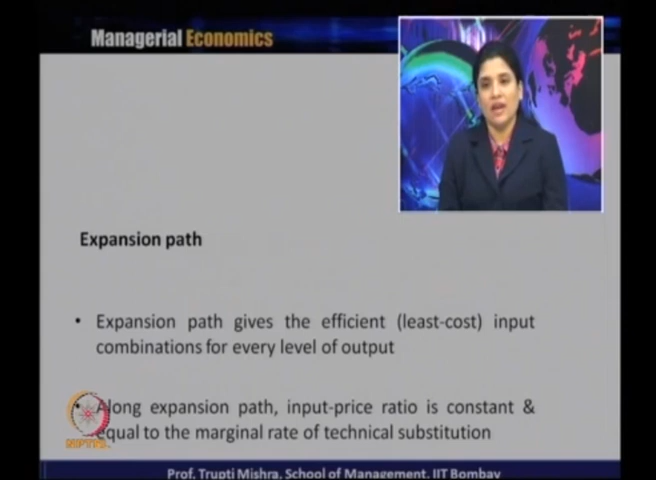 Managerial Economics
Expansion path
• Expansion path gives the efficient (least-cost) input
combinations for every level of output
Along expansion path, input-price ratio is constant &
equal to the marginal rate of technical substitution
NPTEL
Prof. Trupti Mishra, School of Management, IIT Bombay